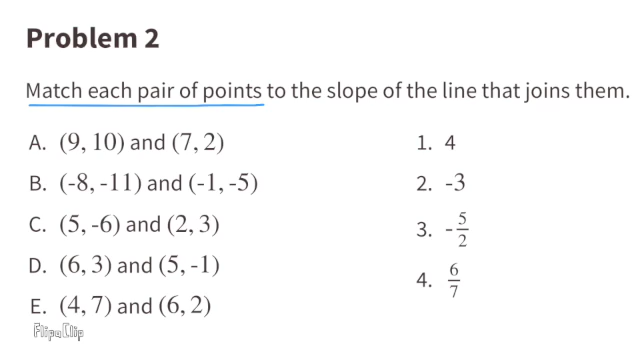 Problem 2
Match each pair of points to the slope of the line that joins them.
A. (9, 10) and (7, 2)
B. (-8, -11) and (-1, -5)
C. (5, -6) and (2, 3)
D. (6, 3) and (5, -1)
E. (4, 7) and (6, 2)
1. 4
2. -3
3. -5/2
4. 6/7
FlipaClip